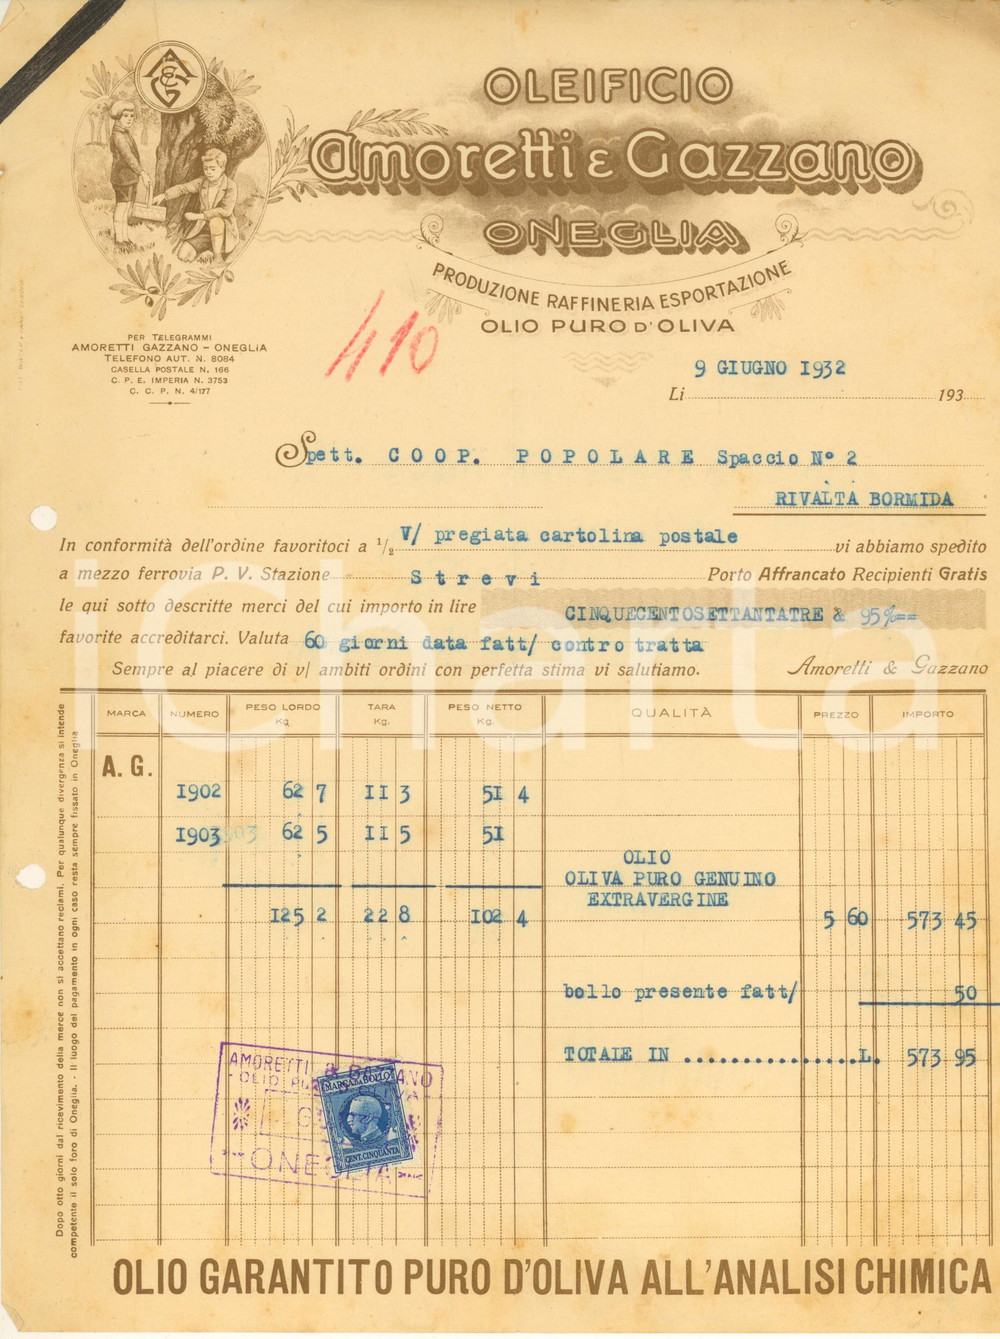 OLEIFICIO
Amoretti & Gazzano
ONEGLIA
PRODUZIONE RAFFINERIA ESPORTAZIONE
OLIO PURO D'OLIVA
PER TELEGRAMMI
AMORETTI GAZZANO - ONEGLIA
TELEFONO AUT. N. 8084
CASELLA POSTALE N. 166
C. P. E. IMPERIA N. 3753
C. C. P. N. 4/177
410
9 GIUGNO 1932
Li 193
Spett. COOP. POPOLARE Spaccio N° 2
RIVALTA BORMIDA
In conformità dell'ordine favoritoci a ½ V/ pregiata cartolina postale vi abbiamo spedito
a mezzo ferrovia P. V. Stazione Strevi Porto Affrancato Recipienti Gratis
le qui sotto descritte merci del cui importo in lire CINQUECENTOSETTANTATRE & 95%==
favorite accreditarci. Valuta 60 giorni data fatt/ contro tratta
Sempre al piacere di v/ ambiti ordini con perfetta stima vi salutiamo. Amoretti & Gazzano
MARCA NUMERO PESO LORDO Kg. TARA Kg. PESO NETTO Kg. QUALITÀ PREZZO IMPORTO
A. G.
1902 62 7 11 3 51 4
1903 62 5 11 5 51
OLIO
OLIVA PURO GENUINO
EXTRAVERGINE
125 2 22 8 102 4 5 60 573 45
bollo presente fatt/ 50
TOTALE IN ................L. 573 95
AMORETTI & GAZZANO
OLIO PU
ONEGLIA
MARCA DA BOLLO
CENT. CINQUANTA
Dopo otto giorni dal ricevimento della merce non si accettano reclami. Per qualunque divergenza si intende
competente il solo foro di Oneglia. - Il luogo del pagamento in ogni caso resta sempre fissato in Oneglia
OLIO GARANTITO PURO D'OLIVA ALL'ANALISI CHIMICA
iCharta